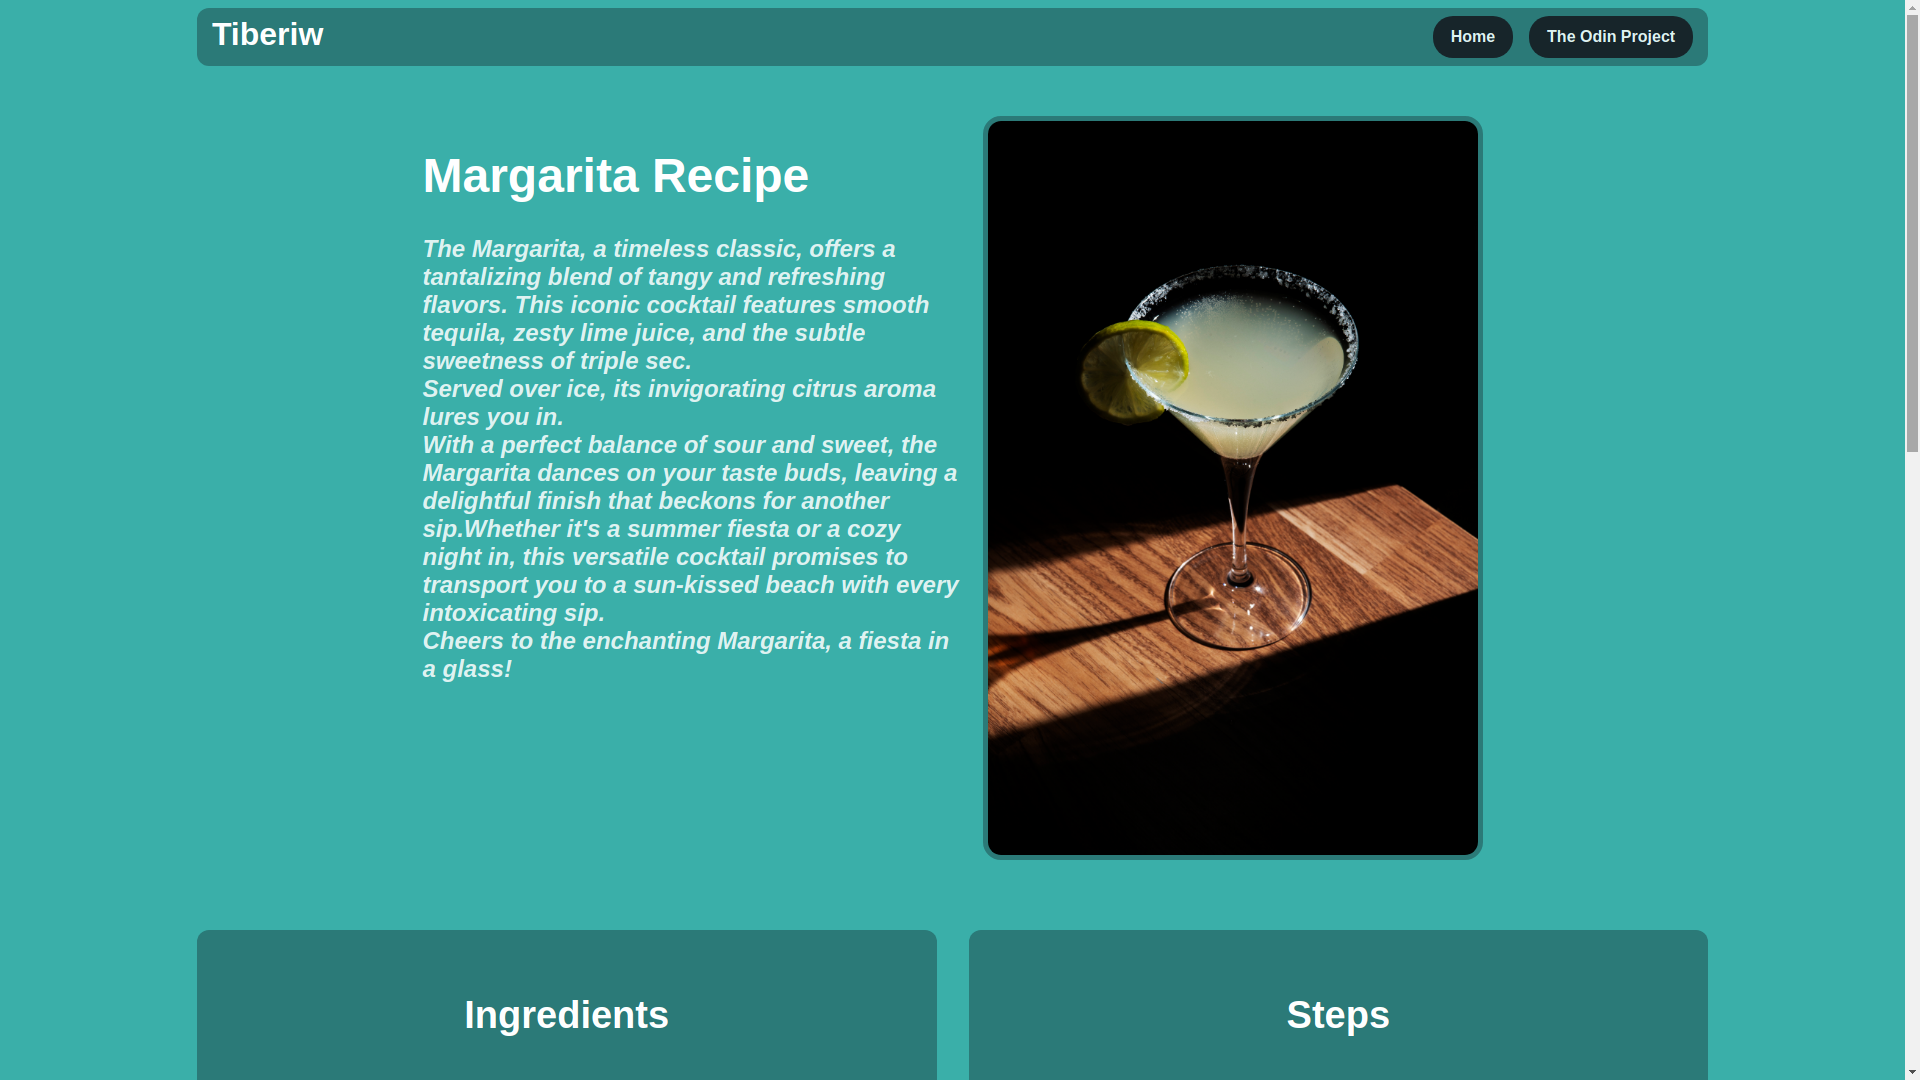 Tiberiw
Home
The Odin Project
Margarita Recipe
The Margarita, a timeless classic, offers a
tantalizing blend of tangy and refreshing
flavors. This iconic cocktail features smooth
tequila, zesty lime juice, and the subtle
sweetness of triple sec.
Served over ice, its invigorating citrus aroma
lures you in.
With a perfect balance of sour and sweet, the
Margarita dances on your taste buds, leaving a
delightful finish that beckons for another
sip.Whether it's a summer fiesta or a cozy
night in, this versatile cocktail promises to
transport you to a sun-kissed beach with every
intoxicating sip.
Cheers to the enchanting Margarita, a fiesta in
a glass!
Ingredients
Steps